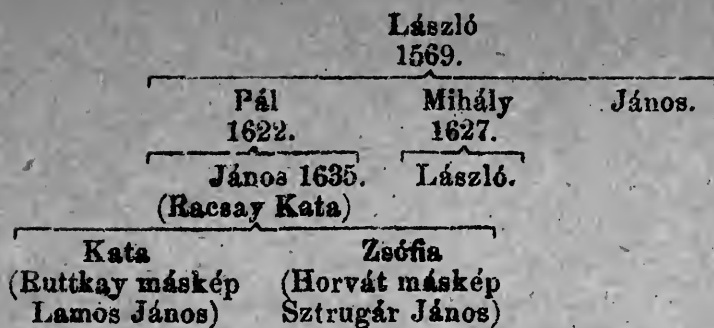 László
1569.
Pál Mihály János.
1622. 1627.
János 1635. László.
(Racsay Kata)
Kata Zsófia
(Ruttkay máskép (Horvát máskép
Lamos János) Sztrugár János)